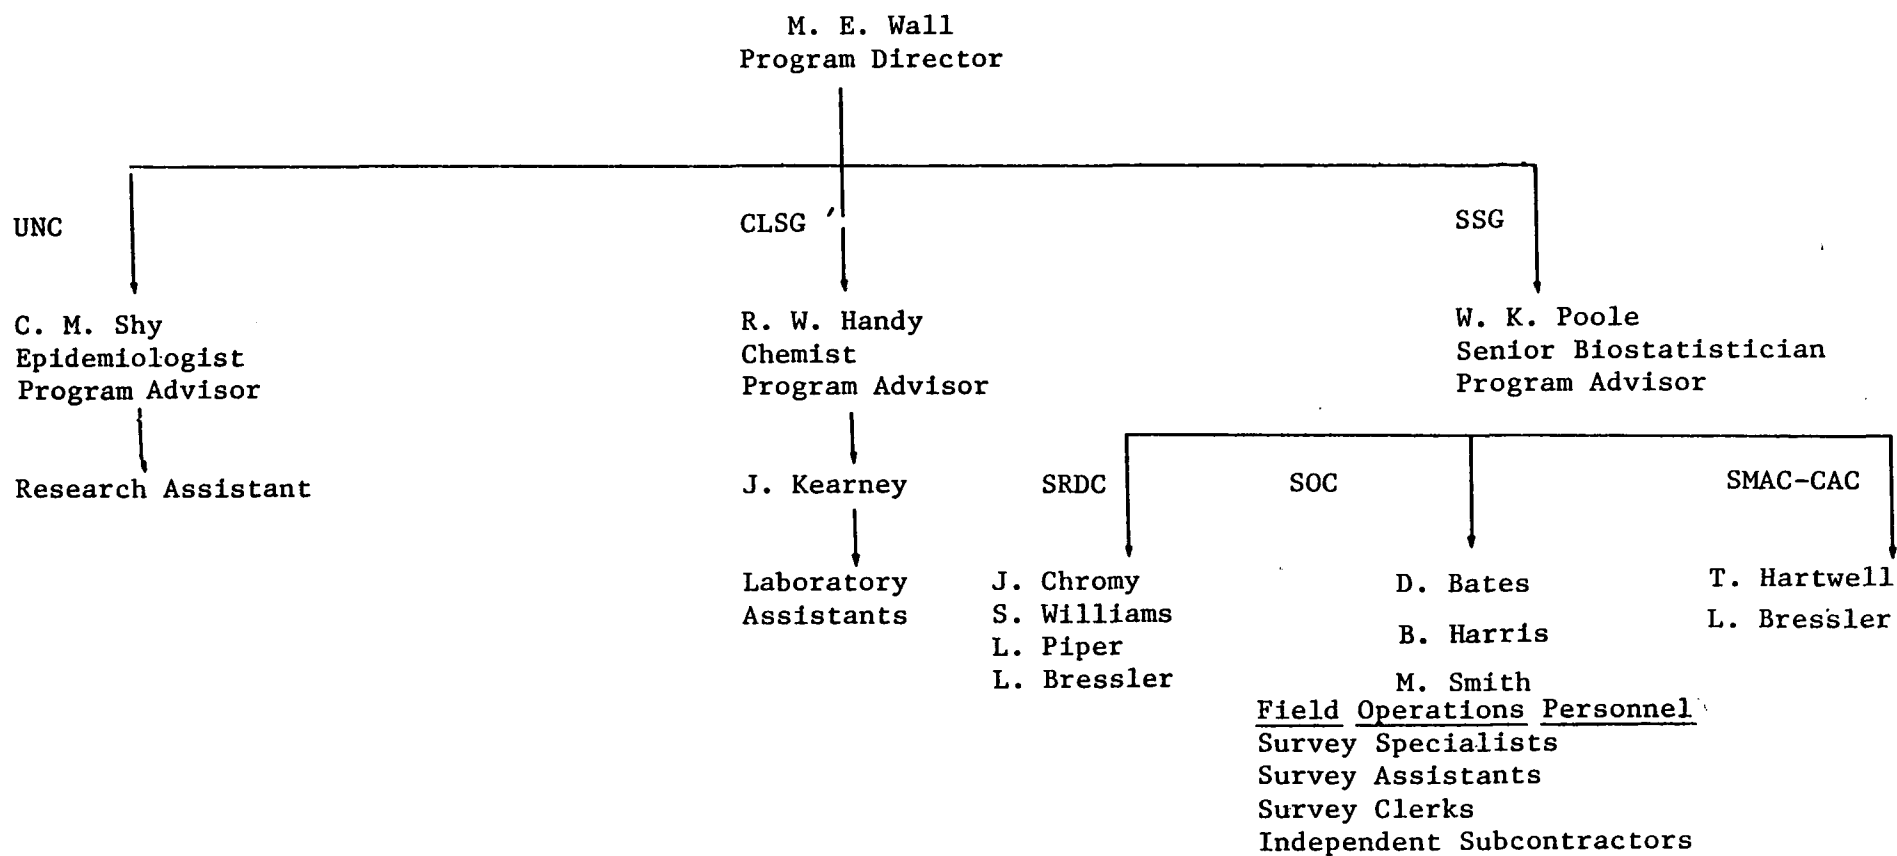 M. E. Wall
Program Director
UNC
CLSG
SSG
C. M. Shy
Epidemiologist
Program Advisor
R. W. Handy
Chemist
Program Advisor
W. K. Poole
Senior Biostatistician
Program Advisor
Research Assistant
J. Kearney
SRDC
SOC
SMAC-CAC
Laboratory
Assistants
J. Chromy
S. Williams
L. Piper
L. Bressler
D. Bates
B. Harris
M. Smith
Field Operations Personnel
Survey Specialists
Survey Assistants
Survey Clerks
Independent Subcontractors
T. Hartwell
L. Bressler